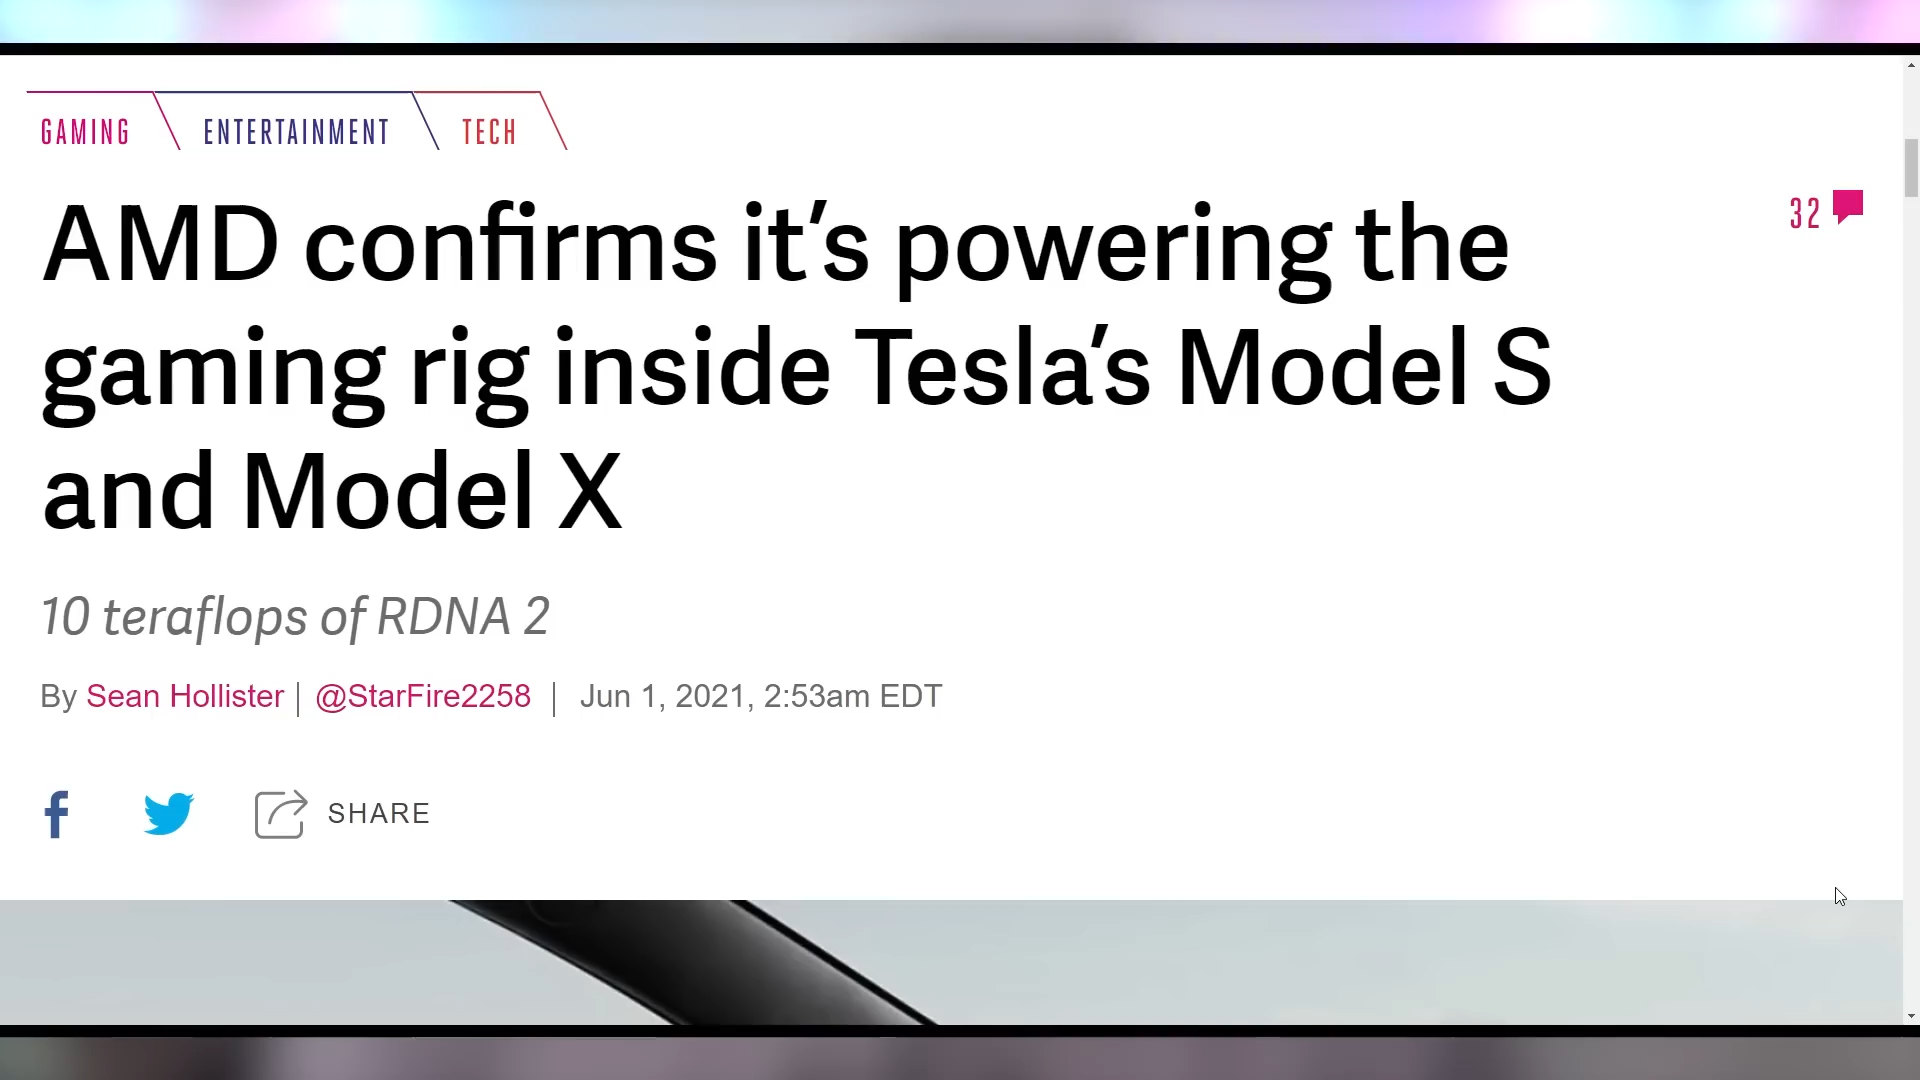 GAMING ENTERTAINMENT TECH
AMD confirms it’s powering the
gaming rig inside Tesla’s Model S
and Model X
32
10 teraflops of RDNA 2
By Sean Hollister | @StarFire2258 | Jun 1, 2021, 2:53am EDT
SHARE